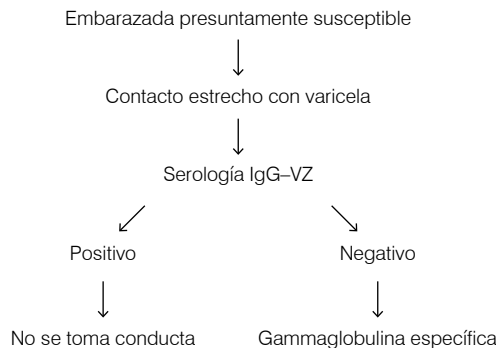 Embarazada presuntamente susceptible
Contacto estrecho con varicela
Serología IgG–VZ
Positivo
Negativo
No se toma conducta
Gammaglobulina específica